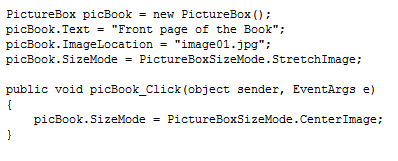 PictureBox picBook = new PictureBox();
picBook.Text = "Front page of the Book";
picBook.ImageLocation = "image01.jpg";
picBook.SizeMode = PictureBoxSizeMode.StretchImage;

public void picBook_Click(object sender, EventArgs e)
{
    picBook.SizeMode = PictureBoxSizeMode.CenterImage;
}